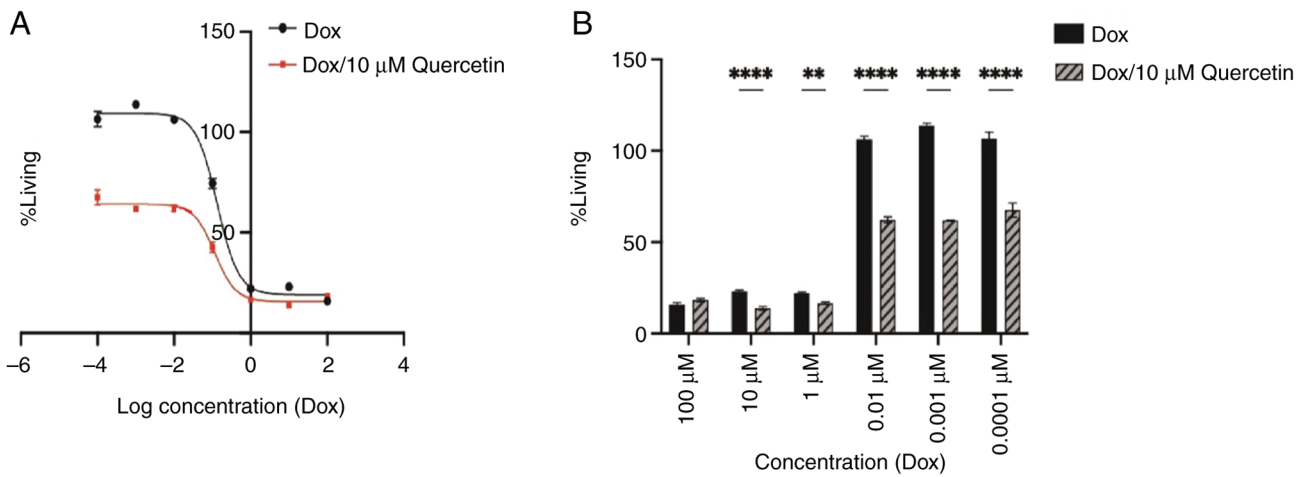 A
Dox
Dox/10 μM Quercetin
150
100
50
%Living
–6
–4
–2
0
2
4
Log concentration (Dox)
B
Dox
Dox/10 μM Quercetin
150
100
50
0
%Living
****
**
****
****
****
100 μM
10 μM
1 μM
0.01 μM
0.001 μM
0.0001 μM
Concentration (Dox)